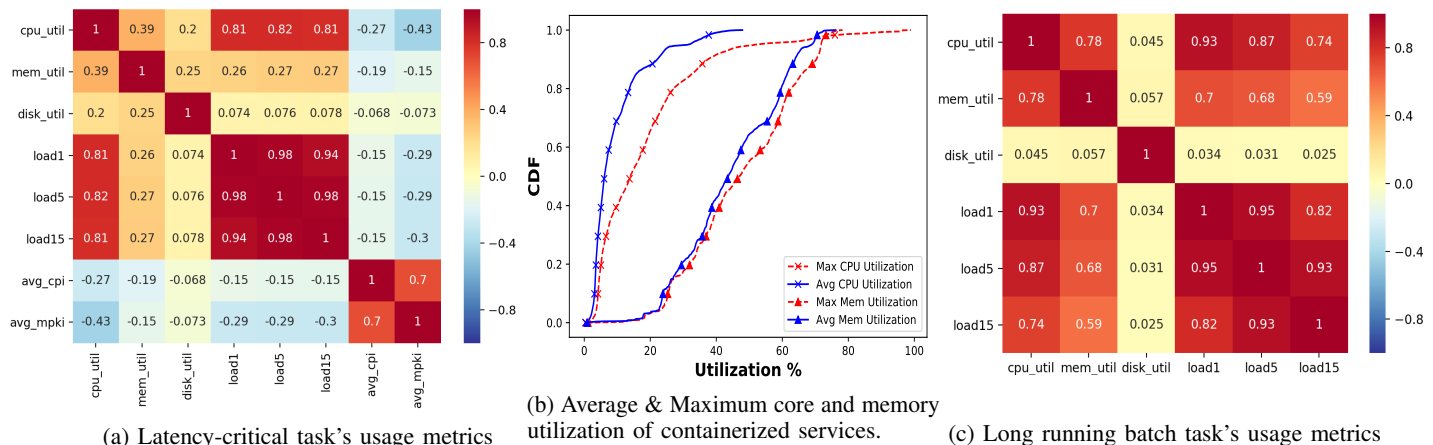 cpu_util 1 0.39 0.2 0.81 0.82 0.81 -0.27 -0.43
mem_util 0.39 1 0.25 0.26 0.27 0.27 -0.19 -0.15
disk_util 0.2 0.25 1 0.074 0.076 0.078 -0.068 -0.073
load1 0.81 0.26 0.074 1 0.98 0.94 -0.15 -0.29
load5 0.82 0.27 0.076 0.98 1 0.98 -0.15 -0.29
load15 0.81 0.27 0.078 0.94 0.98 1 -0.15 -0.3
avg_cpi -0.27 -0.19 -0.068 -0.15 -0.15 -0.15 1 0.7
avg_mpki -0.43 -0.15 -0.073 -0.29 -0.29 -0.3 0.7 1
cpu_util mem_util disk_util load1 load5 load15 avg_cpi avg_mpki
0.8
0.4
0.0
−0.4
−0.8
(a) Latency-critical task's usage metrics
CDF
1.0
0.8
0.6
0.4
0.2
0.0
Max CPU Utilization
Avg CPU Utilization
Max Mem Utilization
Avg Mem Utilization
0 20 40 60 80 100
Utilization %
(b) Average & Maximum core and memory
utilization of containerized services.
cpu_util 1 0.78 0.045 0.93 0.87 0.74
mem_util 0.78 1 0.057 0.7 0.68 0.59
disk_util 0.045 0.057 1 0.034 0.031 0.025
load1 0.93 0.7 0.034 1 0.95 0.82
load5 0.87 0.68 0.031 0.95 1 0.93
load15 0.74 0.59 0.025 0.82 0.93 1
cpu_util mem_util disk_util load1 load5 load15
0.8
0.4
0.0
−0.4
−0.8
(c) Long running batch task's usage metrics